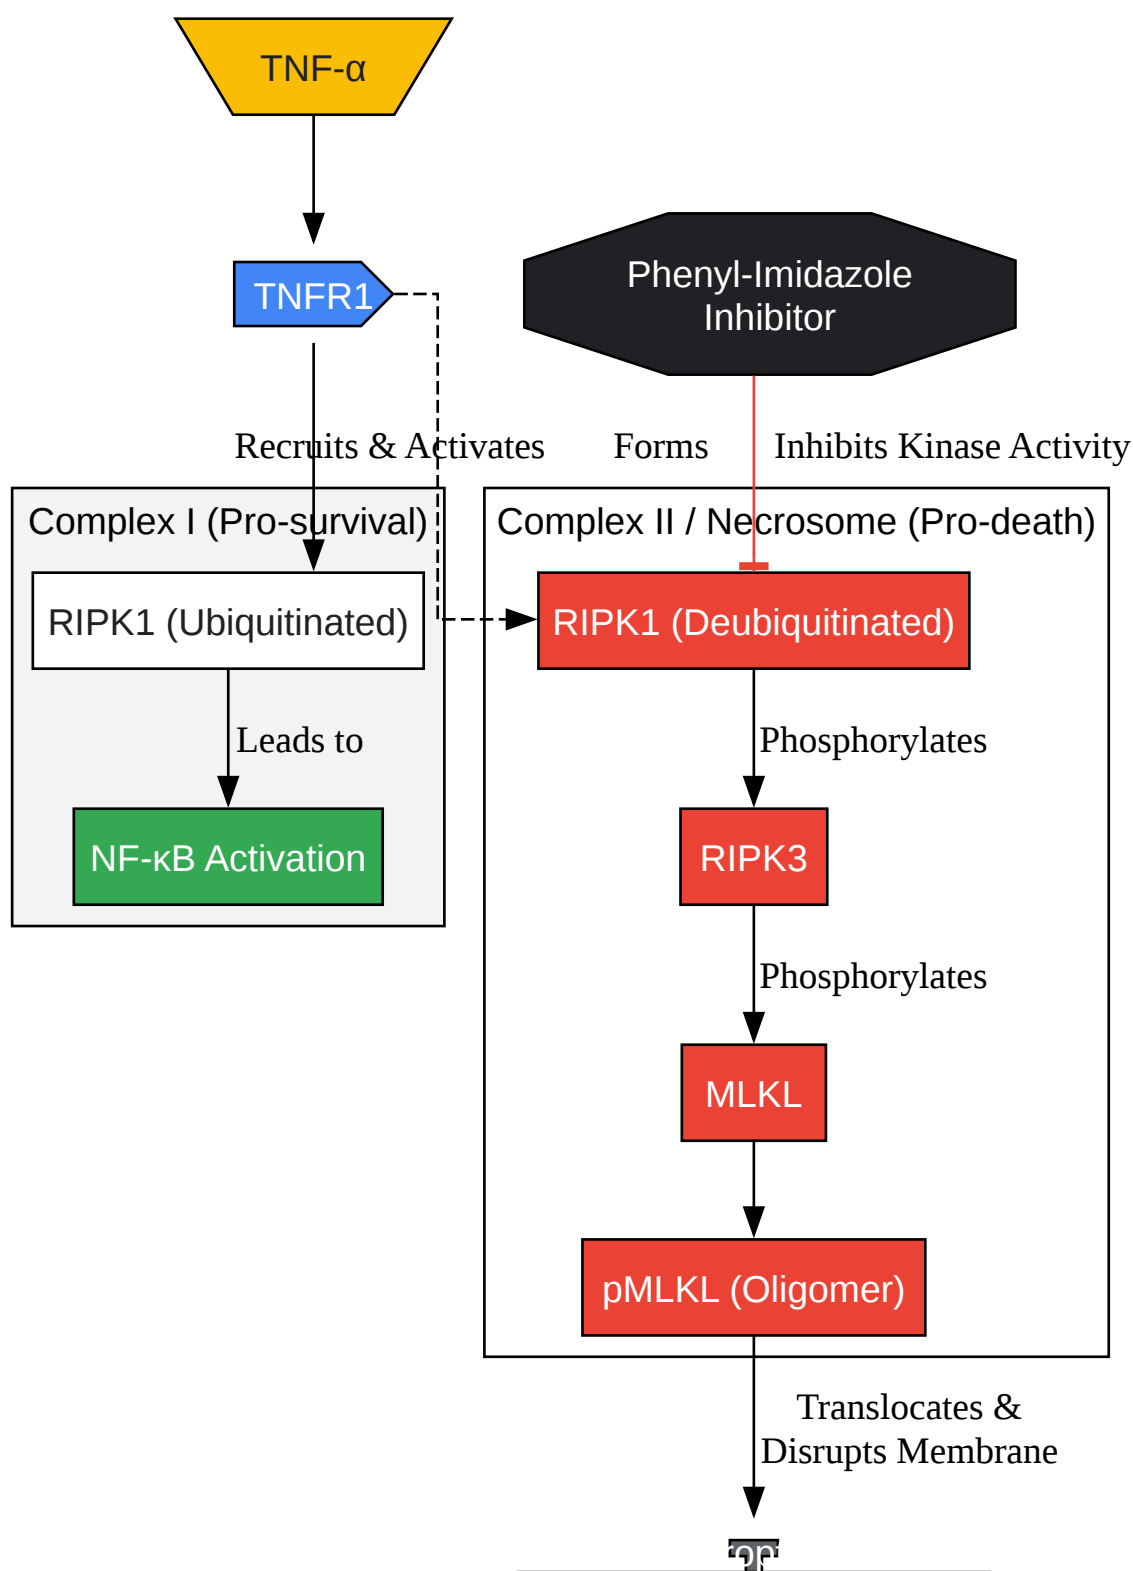 TNF-α
TNFR1
Phenyl-Imidazole
Inhibitor
Recruits & Activates
Forms
Inhibits Kinase Activity
Complex I (Pro-survival)
Complex II / Necrosome (Pro-death)
RIPK1 (Ubiquitinated)
RIPK1 (Deubiquitinated)
Leads to
Phosphorylates
NF-κB Activation
RIPK3
Phosphorylates
MLKL
pMLKL (Oligomer)
Translocates &
Disrupts Membrane